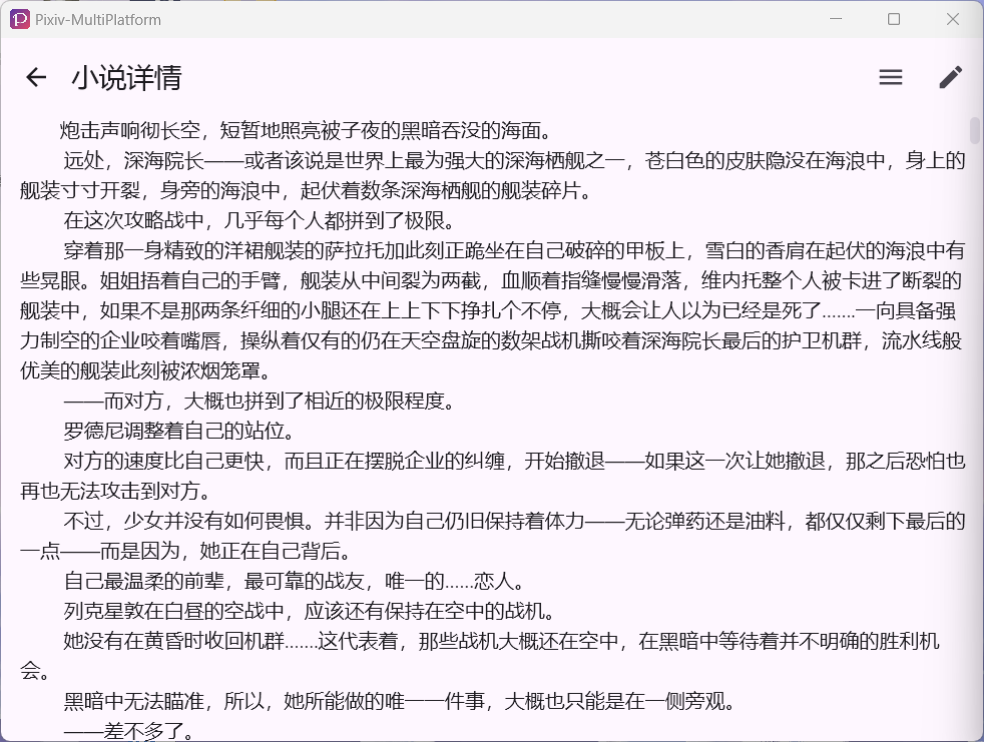 Pixiv-MultiPlatform
小说详情
炮击声响彻长空，短暂地照亮被子夜的黑暗吞没的海面。
远处，深海院长——或者该说是世界上最为强大的深海栖舰之一，苍白色的皮肤隐没在海浪中，身上的
舰装寸寸开裂，身旁的海浪中，起伏着数条深海栖舰的舰装碎片。
在这次攻略战中，几乎每个人都拼到了极限。
穿着那一身精致的洋裙舰装的萨拉托加此刻正跪坐在自己破碎的甲板上，雪白的香肩在起伏的海浪中有
些晃眼。姐姐捂着自己的手臂，舰装从中间裂为两截，血顺着指缝慢慢滑落，维内托整个人被卡进了断裂的
舰装中，如果不是那两条纤细的小腿还在上上下下挣扎个不停，大概会让人以为已经是死了.......一向具备强
力制空的企业咬着嘴唇，操纵着仅有的仍在天空盘旋的数架战机撕咬着深海院长最后的护卫机群，流水线般
优美的舰装此刻被浓烟笼罩。
——而对方，大概也拼到了相近的极限程度。
罗德尼调整着自己的站位。
对方的速度比自己更快，而且正在摆脱企业的纠缠，开始撤退——如果这一次让她撤退，那之后恐怕也
再也无法攻击到对方。
不过，少女并没有如何畏惧。并非因为自己仍旧保持着体力——无论弹药还是油料，都仅仅剩下最后的
一点——而是因为，她正在自己背后。
自己最温柔的前辈，最可靠的战友，唯一的......恋人。
列克星敦在白昼的空战中，应该还有保持在空中的战机。
她没有在黄昏时收回机群.......这代表着，那些战机大概还在空中，在黑暗中等待着并不明确的胜利机
会。
黑暗中无法瞄准，所以，她所能做的唯一一件事，大概也只能是在一侧旁观。
——差不多了。